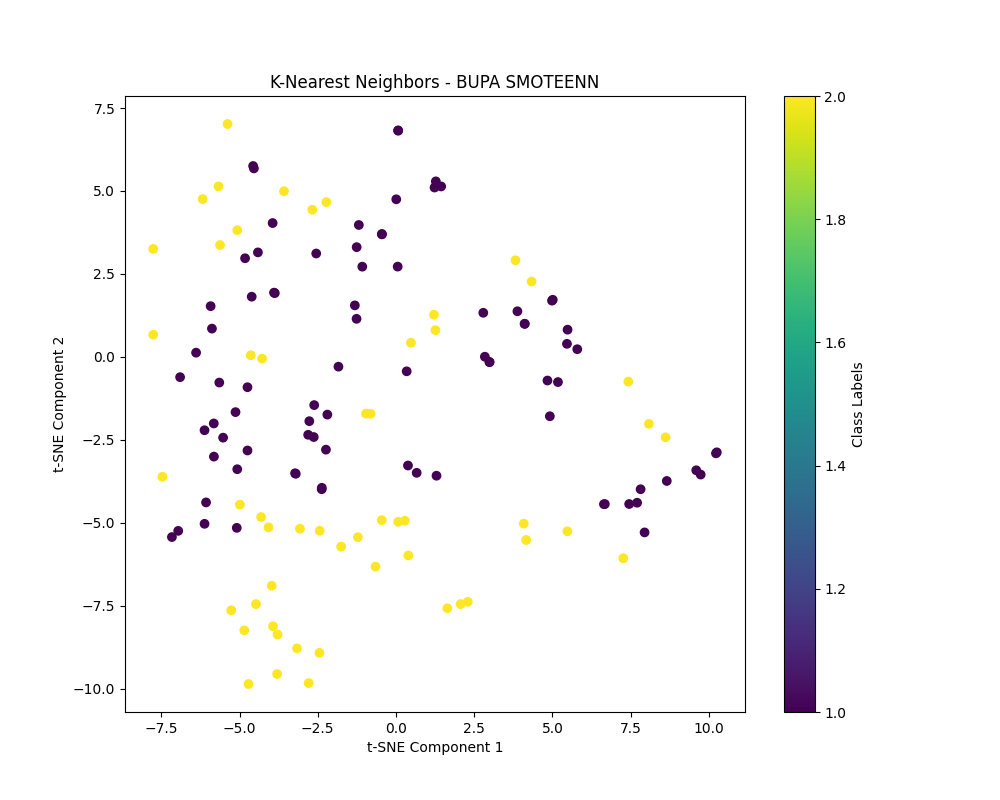 K-Nearest Neighbors - BUPA SMOTEENN
7.5
5.0
2.5
0.0
−2.5
−5.0
−7.5
−10.0
t-SNE Component 2
−7.5 −5.0 −2.5 0.0 2.5 5.0 7.5 10.0
t-SNE Component 1
2.0
1.8
1.6
1.4
1.2
1.0
Class Labels